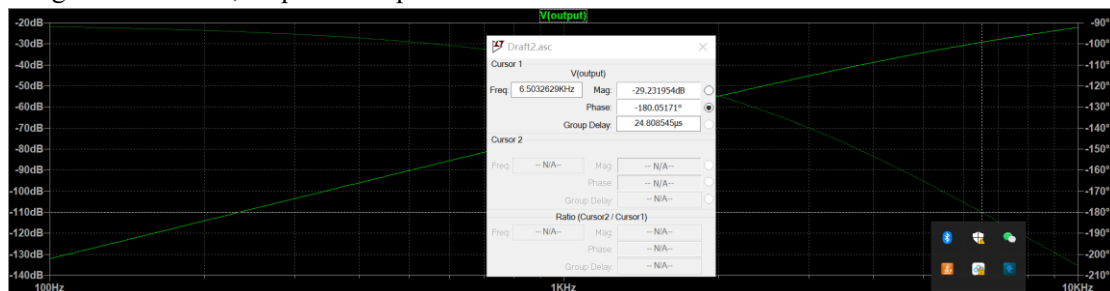 V(output)
-20dB
-30dB
-40dB
-50dB
-60dB
-70dB
-80dB
-90dB
-100dB
-110dB
-120dB
-130dB
-140dB
-90°
-100°
-110°
-120°
-130°
-140°
-150°
-160°
-170°
-180°
-190°
-200°
-210°
100Hz
1KHz
10KHz
Draft2.asc
Cursor 1
V(output)
Freq: 6.5032629KHz Mag: -29.231954dB
Phase: -180.05171°
Group Delay: 24.808545µs
Cursor 2
Freq: -- N/A-- Mag: -- N/A--
Phase: -- N/A--
Group Delay: -- N/A--
Ratio (Cursor2 / Cursor1)
Freq: -- N/A-- Mag: -- N/A--
Phase: -- N/A--
Group Delay: -- N/A--